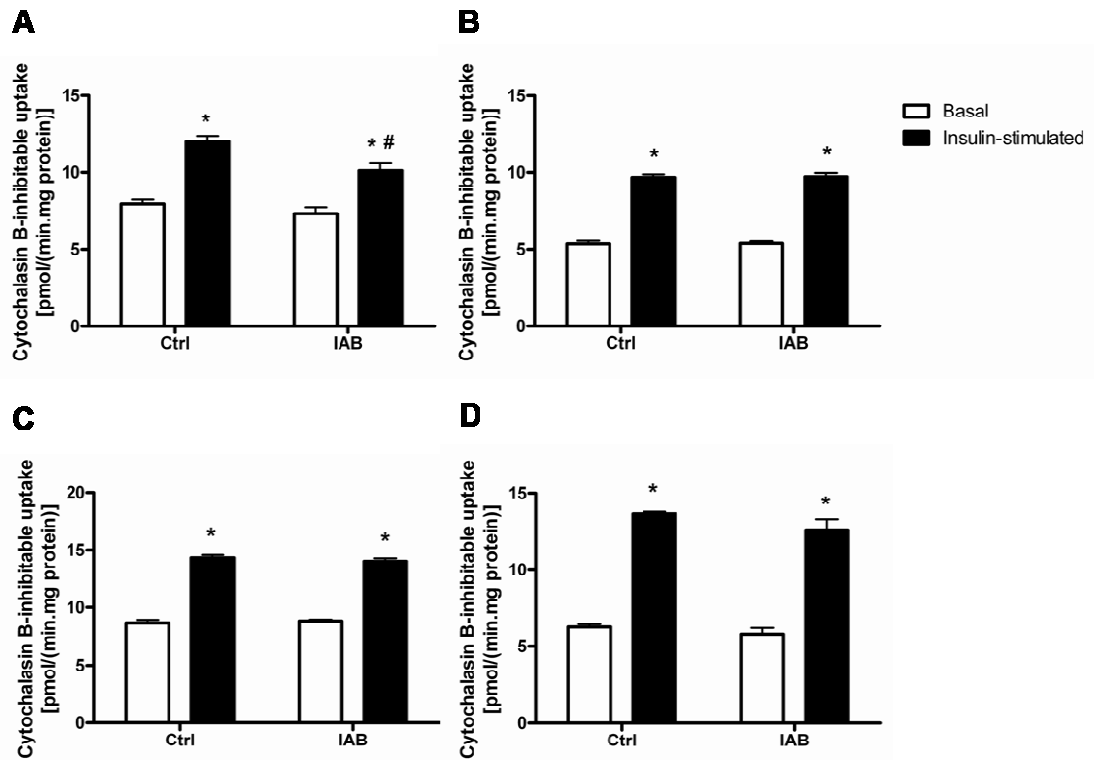 A
Cytochalasin B-inhibitable uptake
[pmol/(min.mg protein)]
15
10
5
0
*
* #
Ctrl
IAB
B
Cytochalasin B-inhibitable uptake
[pmol/(min.mg protein)]
15
10
5
0
*
*
Ctrl
IAB
Basal
Insulin-stimulated
C
Cytochalasin B-inhibitable uptake
[pmol/(min.mg protein)]
20
15
10
5
0
*
*
Ctrl
IAB
D
Cytochalasin B-inhibitable uptake
[pmol/(min.mg protein)]
15
10
5
0
*
*
Ctrl
IAB